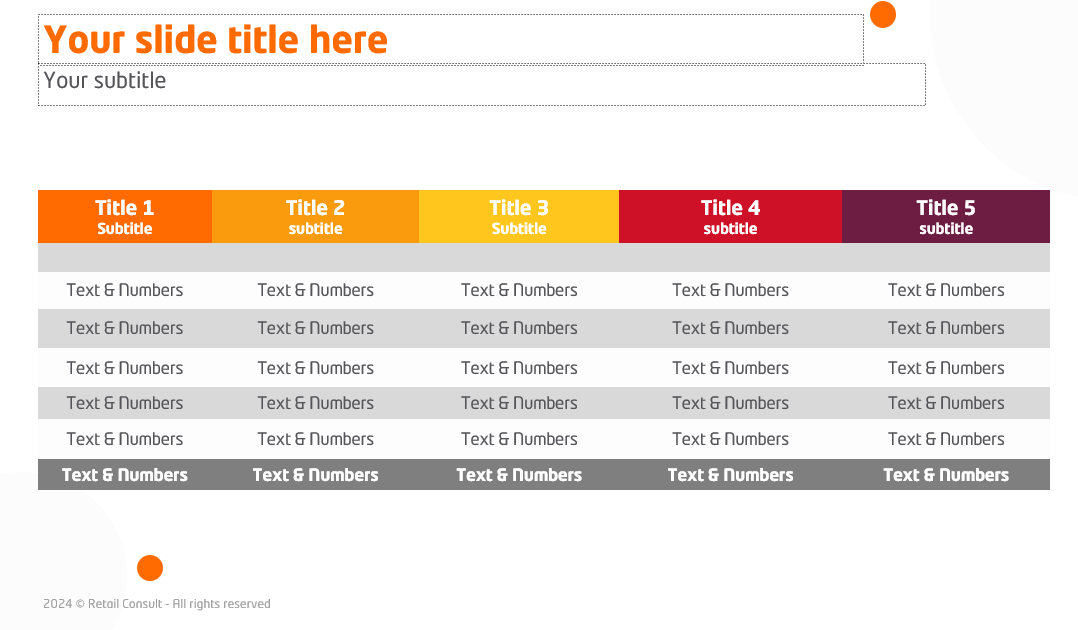 Your slide title here
Your subtitle
Title 1 Title 2 Title 3 Title 4 Title 5
Subtitle subtitle Subtitle subtitle subtitle
Text & Numbers Text & Numbers Text & Numbers Text & Numbers Text & Numbers
Text & Numbers Text & Numbers Text & Numbers Text & Numbers Text & Numbers
Text & Numbers Text & Numbers Text & Numbers Text & Numbers Text & Numbers
Text & Numbers Text & Numbers Text & Numbers Text & Numbers Text & Numbers
Text & Numbers Text & Numbers Text & Numbers Text & Numbers Text & Numbers
Text & Numbers Text & Numbers Text & Numbers Text & Numbers Text & Numbers
2024 © Retail Consult - All rights reserved